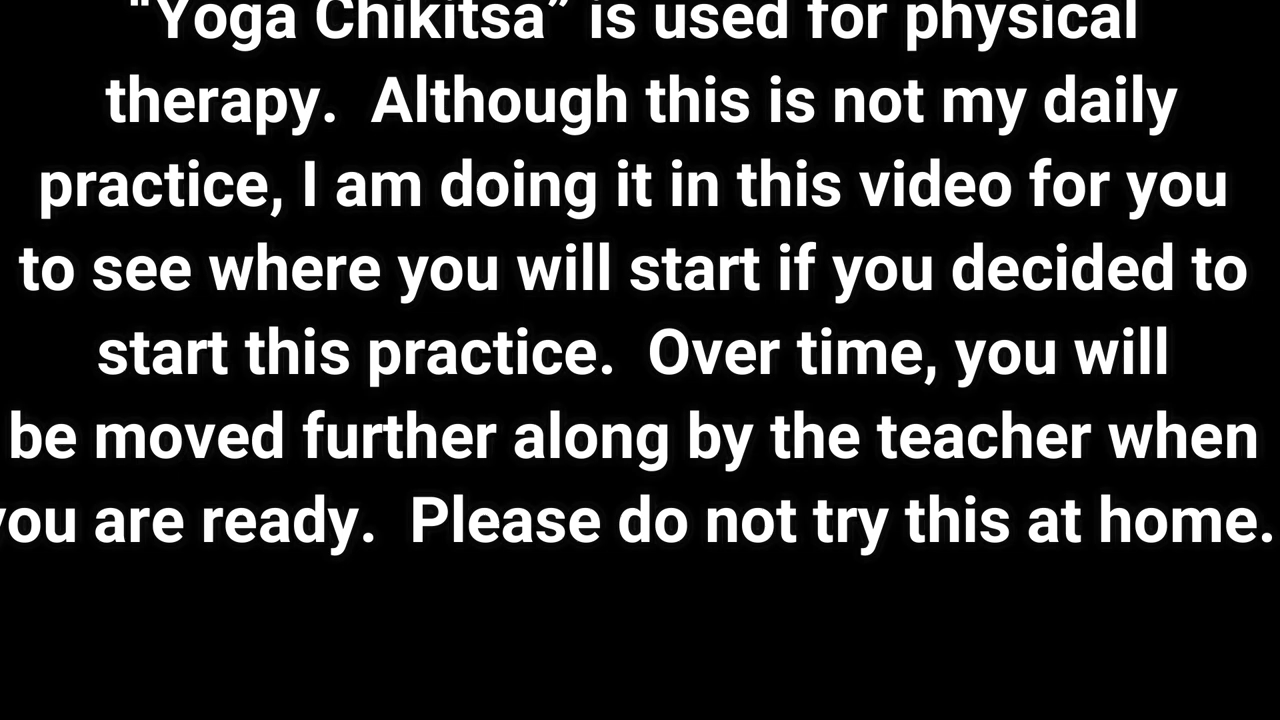 “Yoga Chikitsa” is used for physical
therapy.  Although this is not my daily
practice, I am doing it in this video for you
to see where you will start if you decided to
start this practice.  Over time, you will
be moved further along by the teacher when
you are ready.  Please do not try this at home.